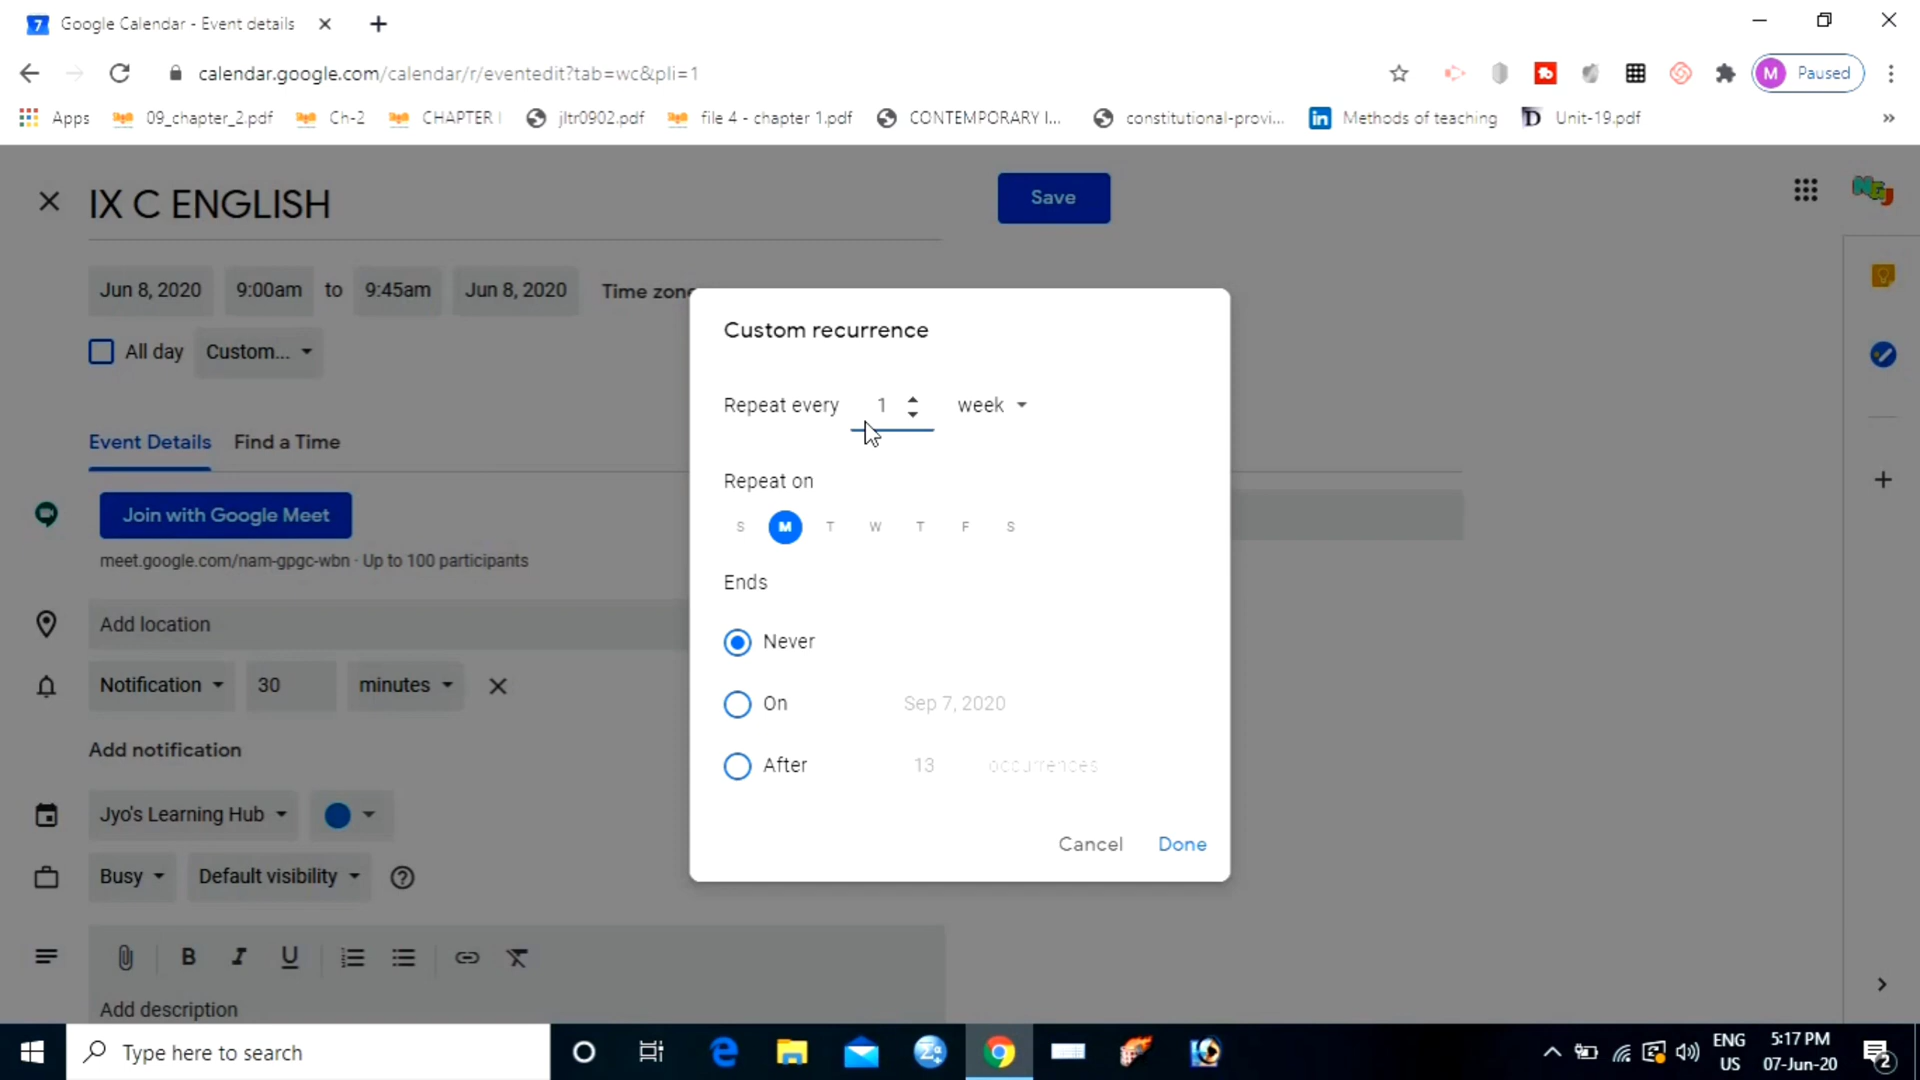 7 Google Calendar - Event details
calendar.google.com/calendar/r/eventedit?tab=wc&pli=1
M Paused
Apps 09_chapter_2.pdf Ch-2 CHAPTER I jltr0902.pdf file 4 - chapter 1.pdf CONTEMPORARY I... constitutional-provi... in Methods of teaching D Unit-19.pdf »
IX C ENGLISH
Save
Jun 8, 2020 9:00am to 9:45am Jun 8, 2020 Time zone
All day Custom...
Custom recurrence
Repeat every 1 week
Event Details Find a Time
Repeat on
S M T W T F S
Join with Google Meet
meet.google.com/nam-gpgc-wbn · Up to 100 participants
Ends
Add location
Never
Notification 30 minutes
On Sep 7, 2020
Add notification
After 13 occurrences
Jyo's Learning Hub
Cancel Done
Busy Default visibility ?
B I U
Add description
Type here to search
ENG
US
5:17 PM
07-Jun-20
2